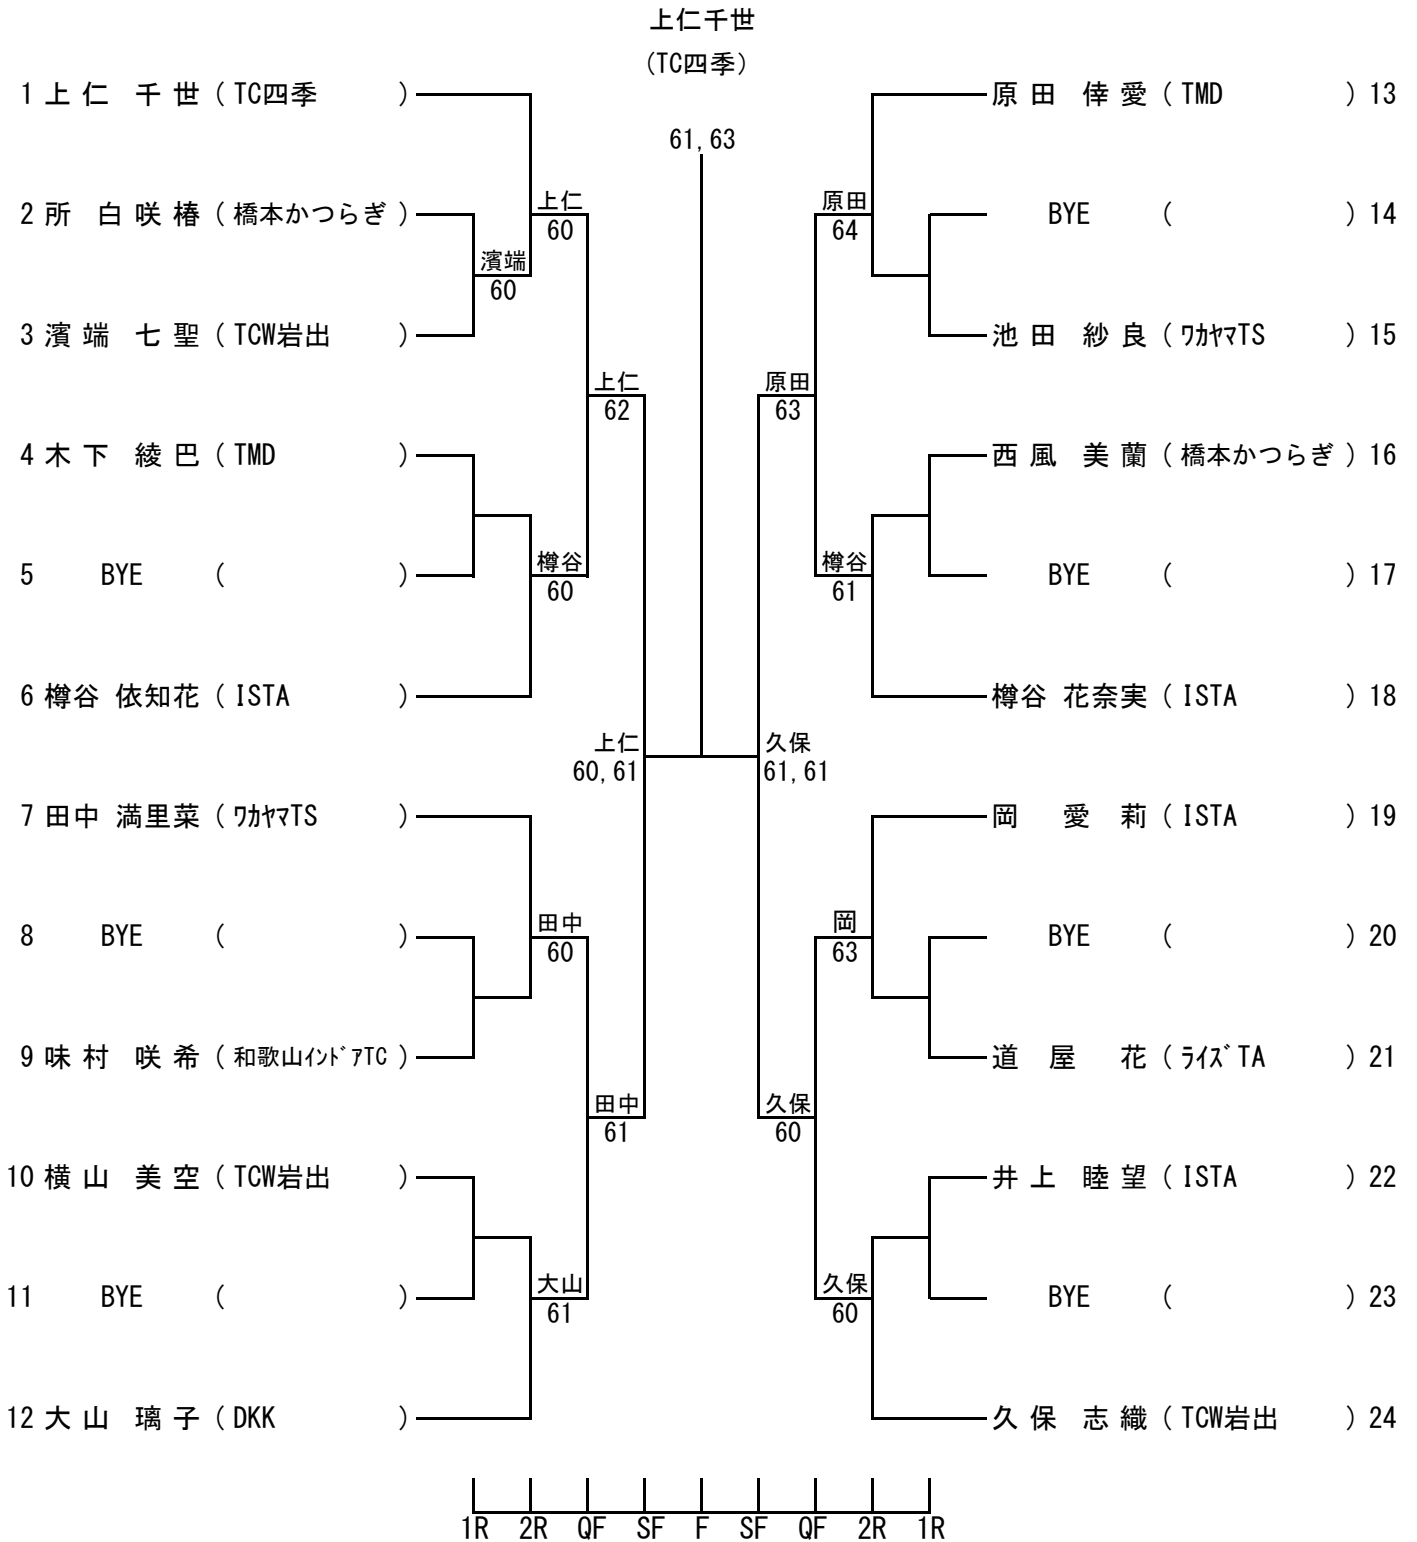 上仁千世
(TC四季)
1 上 仁 千 世 ( TC四季 )
原 田 倖 愛 ( TMD ) 13
61,63
上仁
60
原田
64
2 所 白 咲 椿 ( 橋本かつらぎ )
BYE ( ) 14
濱端
60
3 濱 端 七 聖 ( TCW岩出 )
池 田 紗 良 ( ﾜｶﾔﾏTS ) 15
上仁
62
原田
63
4 木 下 綾 巴 ( TMD )
西 風 美 蘭 ( 橋本かつらぎ ) 16
樽谷
60
樽谷
61
5 BYE ( )
BYE ( ) 17
6 樽谷 依知花 ( ISTA )
樽谷 花奈実 ( ISTA ) 18
上仁
60,61
久保
61,61
7 田中 満里菜 ( ﾜｶﾔﾏTS )
岡 愛 莉 ( ISTA ) 19
田中
60
岡
63
8 BYE ( )
BYE ( ) 20
9 味 村 咲 希 ( 和歌山ｲﾝﾄﾞｱTC )
道 屋 花 ( ﾗｲｽﾞTA ) 21
田中
61
久保
60
10 横 山 美 空 ( TCW岩出 )
井 上 睦 望 ( ISTA ) 22
大山
61
久保
60
11 BYE ( )
BYE ( ) 23
12 大 山 璃 子 ( DKK )
久 保 志 織 ( TCW岩出 ) 24
1R 2R QF SF F SF QF 2R 1R